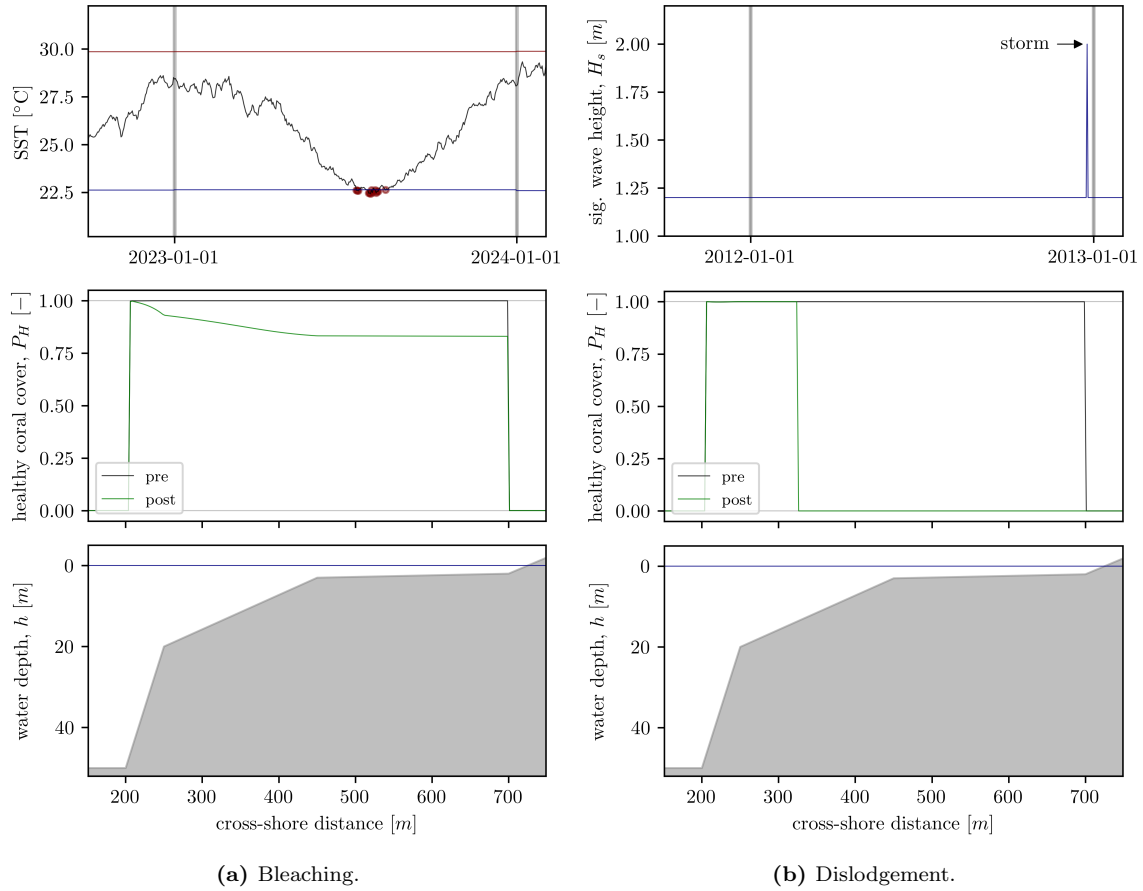 30.0
27.5
25.0
22.5
SST [°C]
2023-01-01
2024-01-01
2.00
1.75
1.50
1.25
1.00
sig. wave height, H_s [m]
storm
2012-01-01
2013-01-01
1.00
0.75
0.50
0.25
0.00
healthy coral cover, P_H [−]
pre
post
1.00
0.75
0.50
0.25
0.00
healthy coral cover, P_H [−]
pre
post
0
20
40
water depth, h [m]
200 300 400 500 600 700
cross-shore distance [m]
0
20
40
water depth, h [m]
200 300 400 500 600 700
cross-shore distance [m]
(a) Bleaching.
(b) Dislodgement.